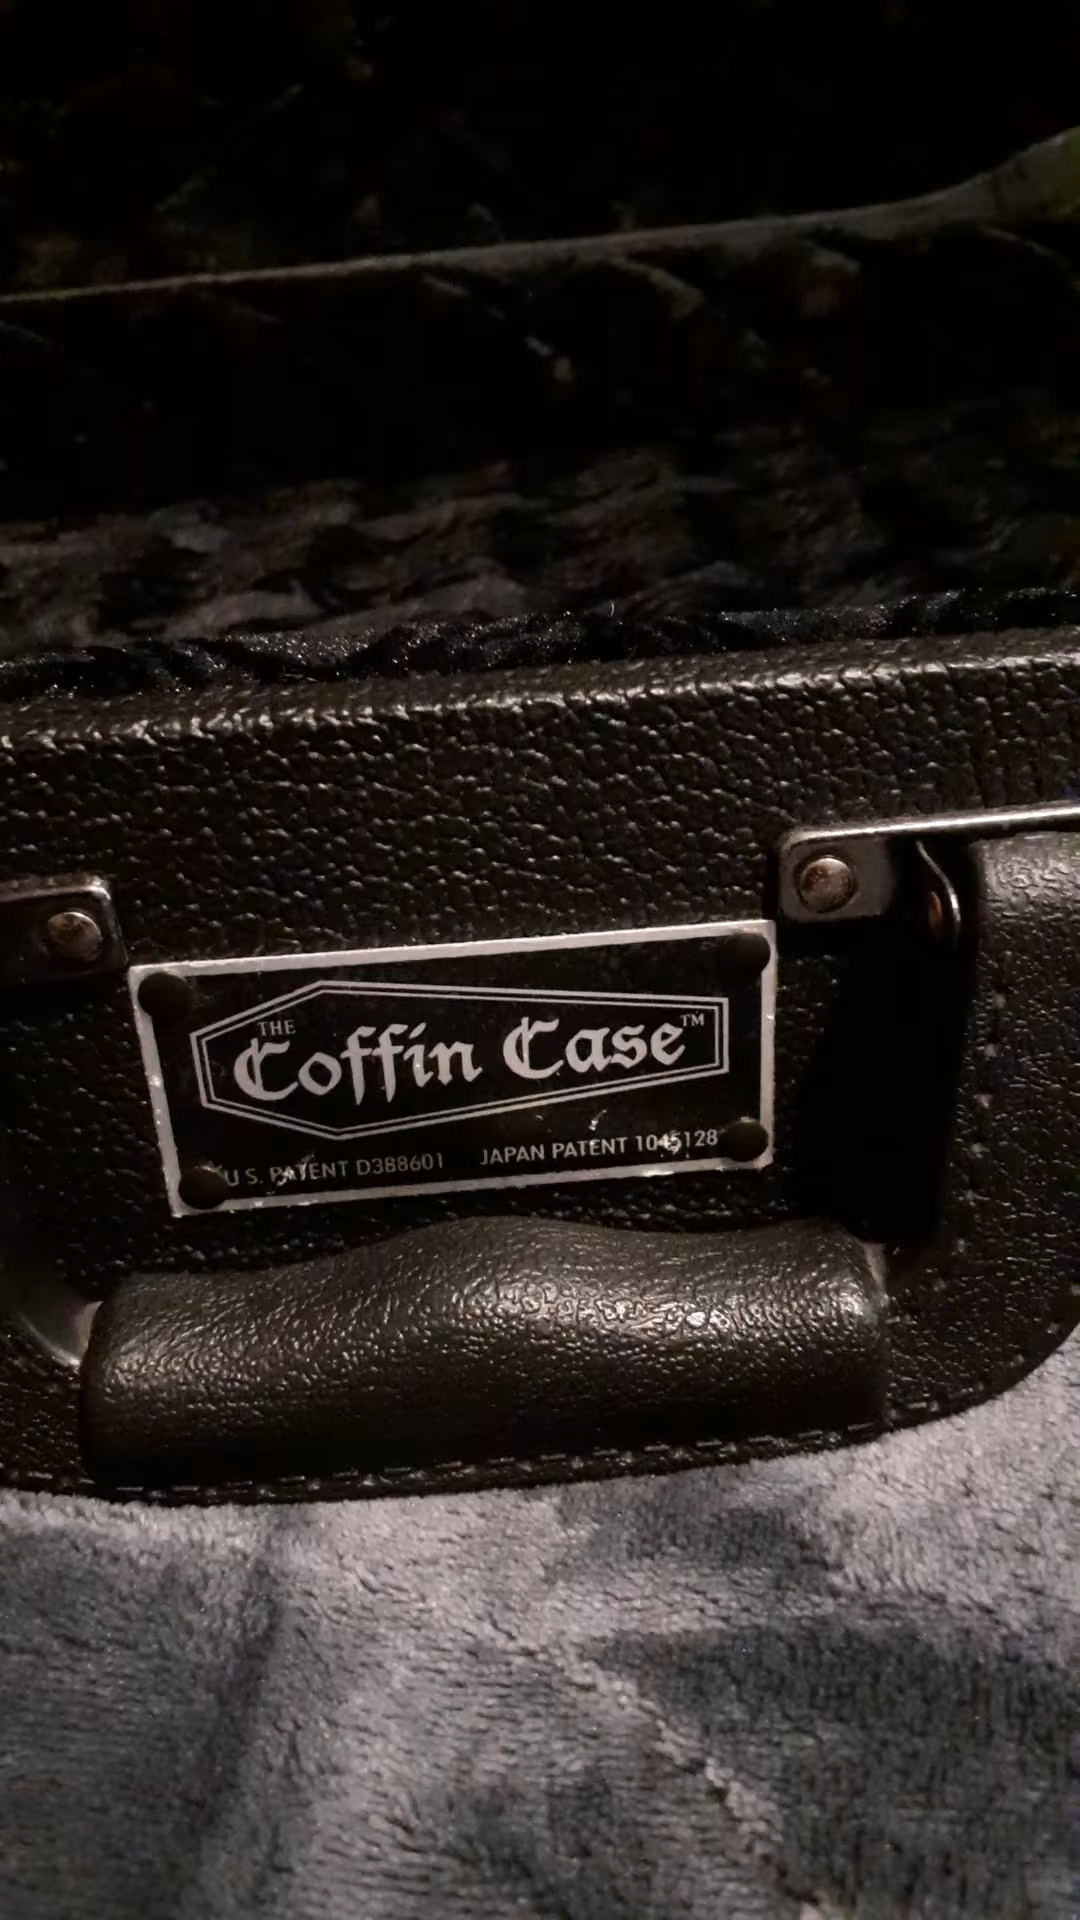 THE
Coffin Case™
U.S. PATENT D388601 JAPAN PATENT 1045128